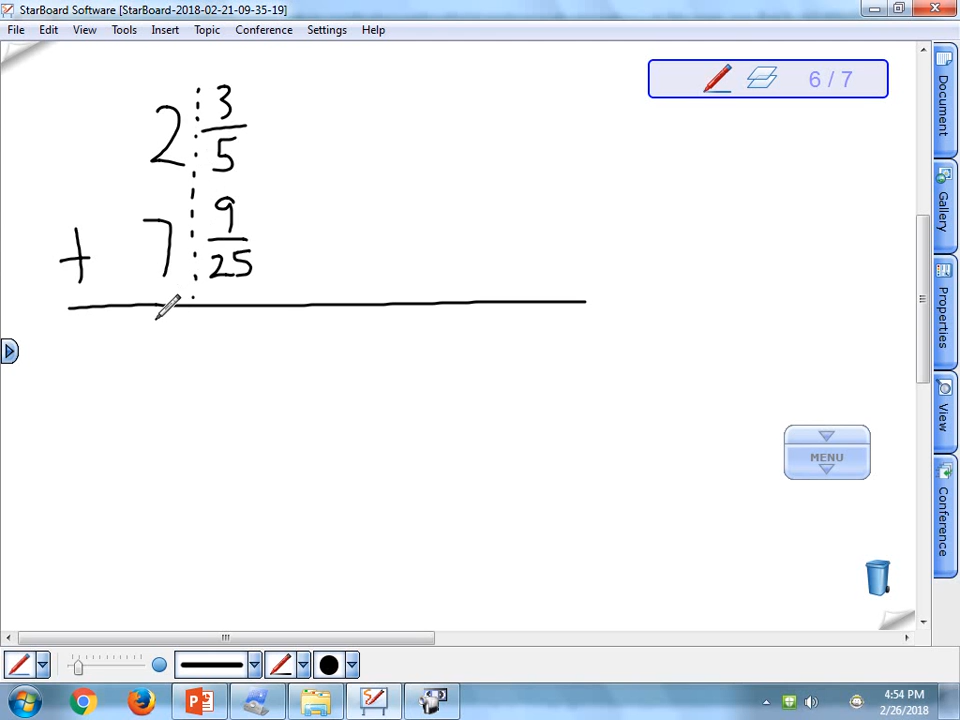 StarBoard Software [StarBoard-2018-02-21-09-35-19]
File Edit View Tools Insert Topic Conference Settings Help
6 / 7
2 3/5
+ 7 9/25
Document
Gallery
Properties
View
Conference
MENU
4:54 PM
2/26/2018